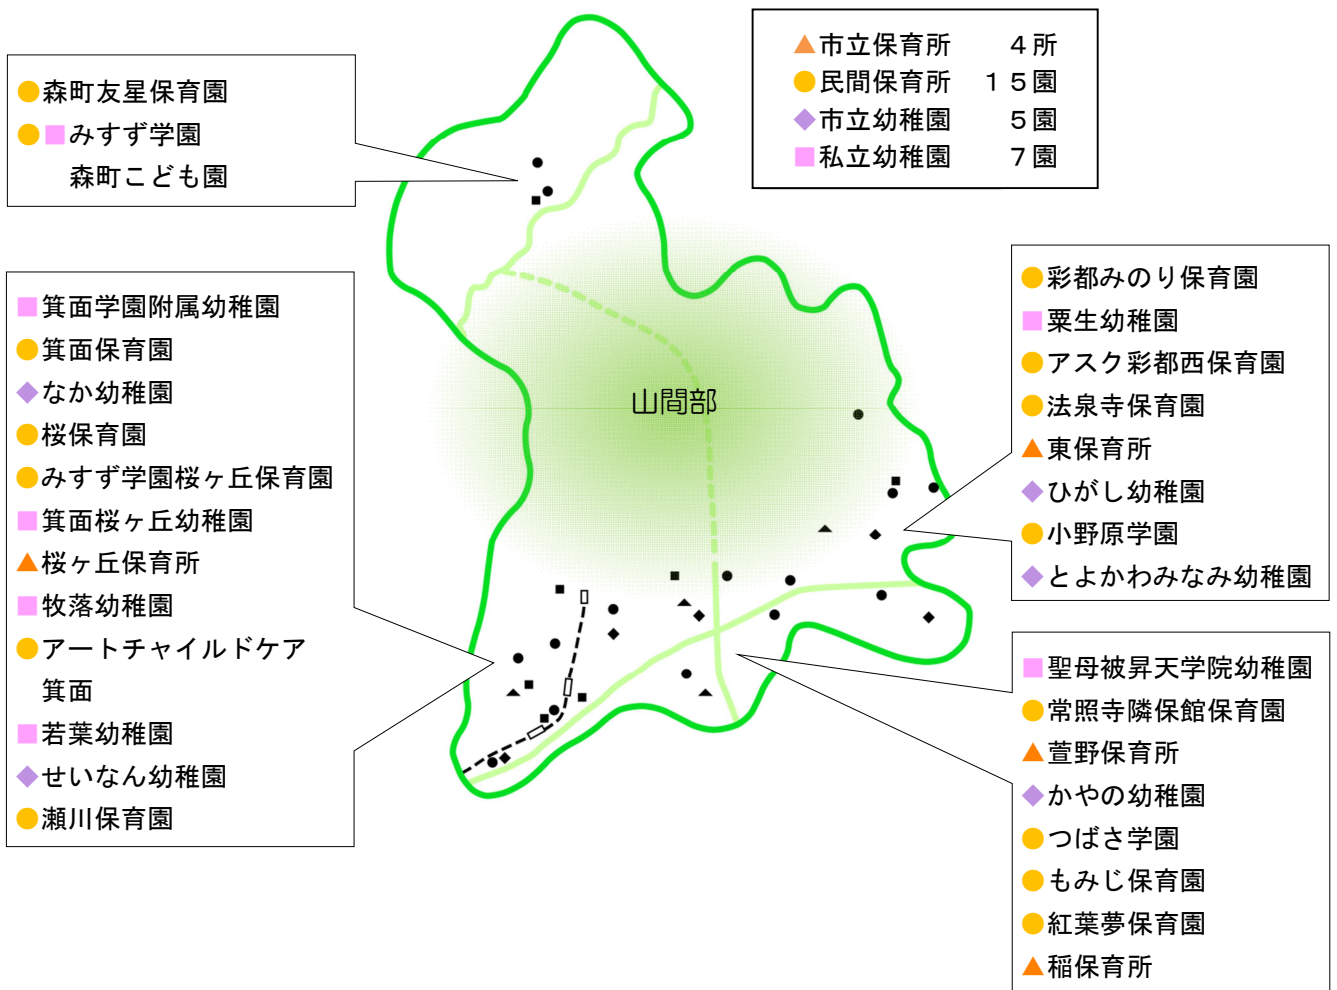 ▲市立保育所 4所
●民間保育所 15園
◆市立幼稚園 5園
■私立幼稚園 7園
●森町友星保育園
●■みすず学園
森町こども園
■箕面学園附属幼稚園
●箕面保育園
◆なか幼稚園
●桜保育園
●みすず学園桜ヶ丘保育園
■箕面桜ヶ丘幼稚園
▲桜ヶ丘保育所
■牧落幼稚園
●アートチャイルドケア
箕面
■若葉幼稚園
◆せいなん幼稚園
●瀬川保育園
山間部
●彩都みのり保育園
■粟生幼稚園
●アスク彩都西保育園
●法泉寺保育園
▲東保育所
◆ひがし幼稚園
●小野原学園
◆とよかわみなみ幼稚園
■聖母被昇天学院幼稚園
●常照寺隣保館保育園
▲萱野保育所
◆かやの幼稚園
●つばさ学園
●もみじ保育園
●紅葉夢保育園
▲稲保育所